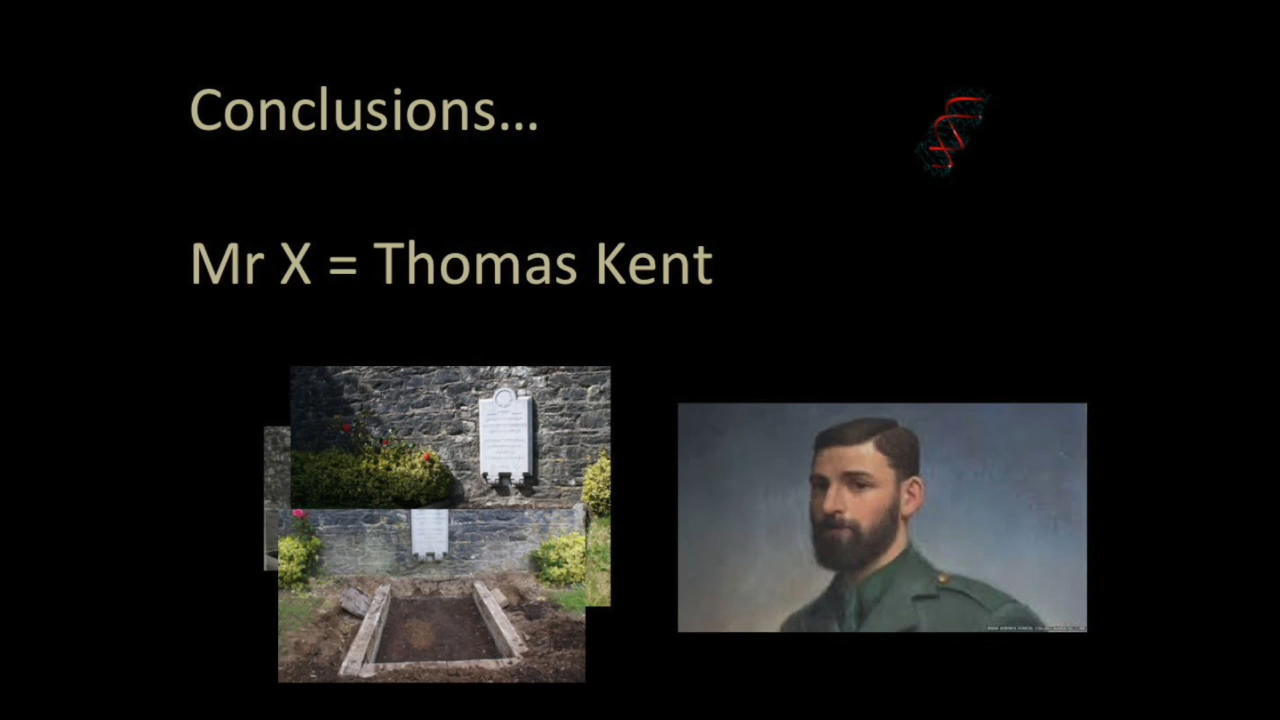 Conclusions...
Mr X = Thomas Kent